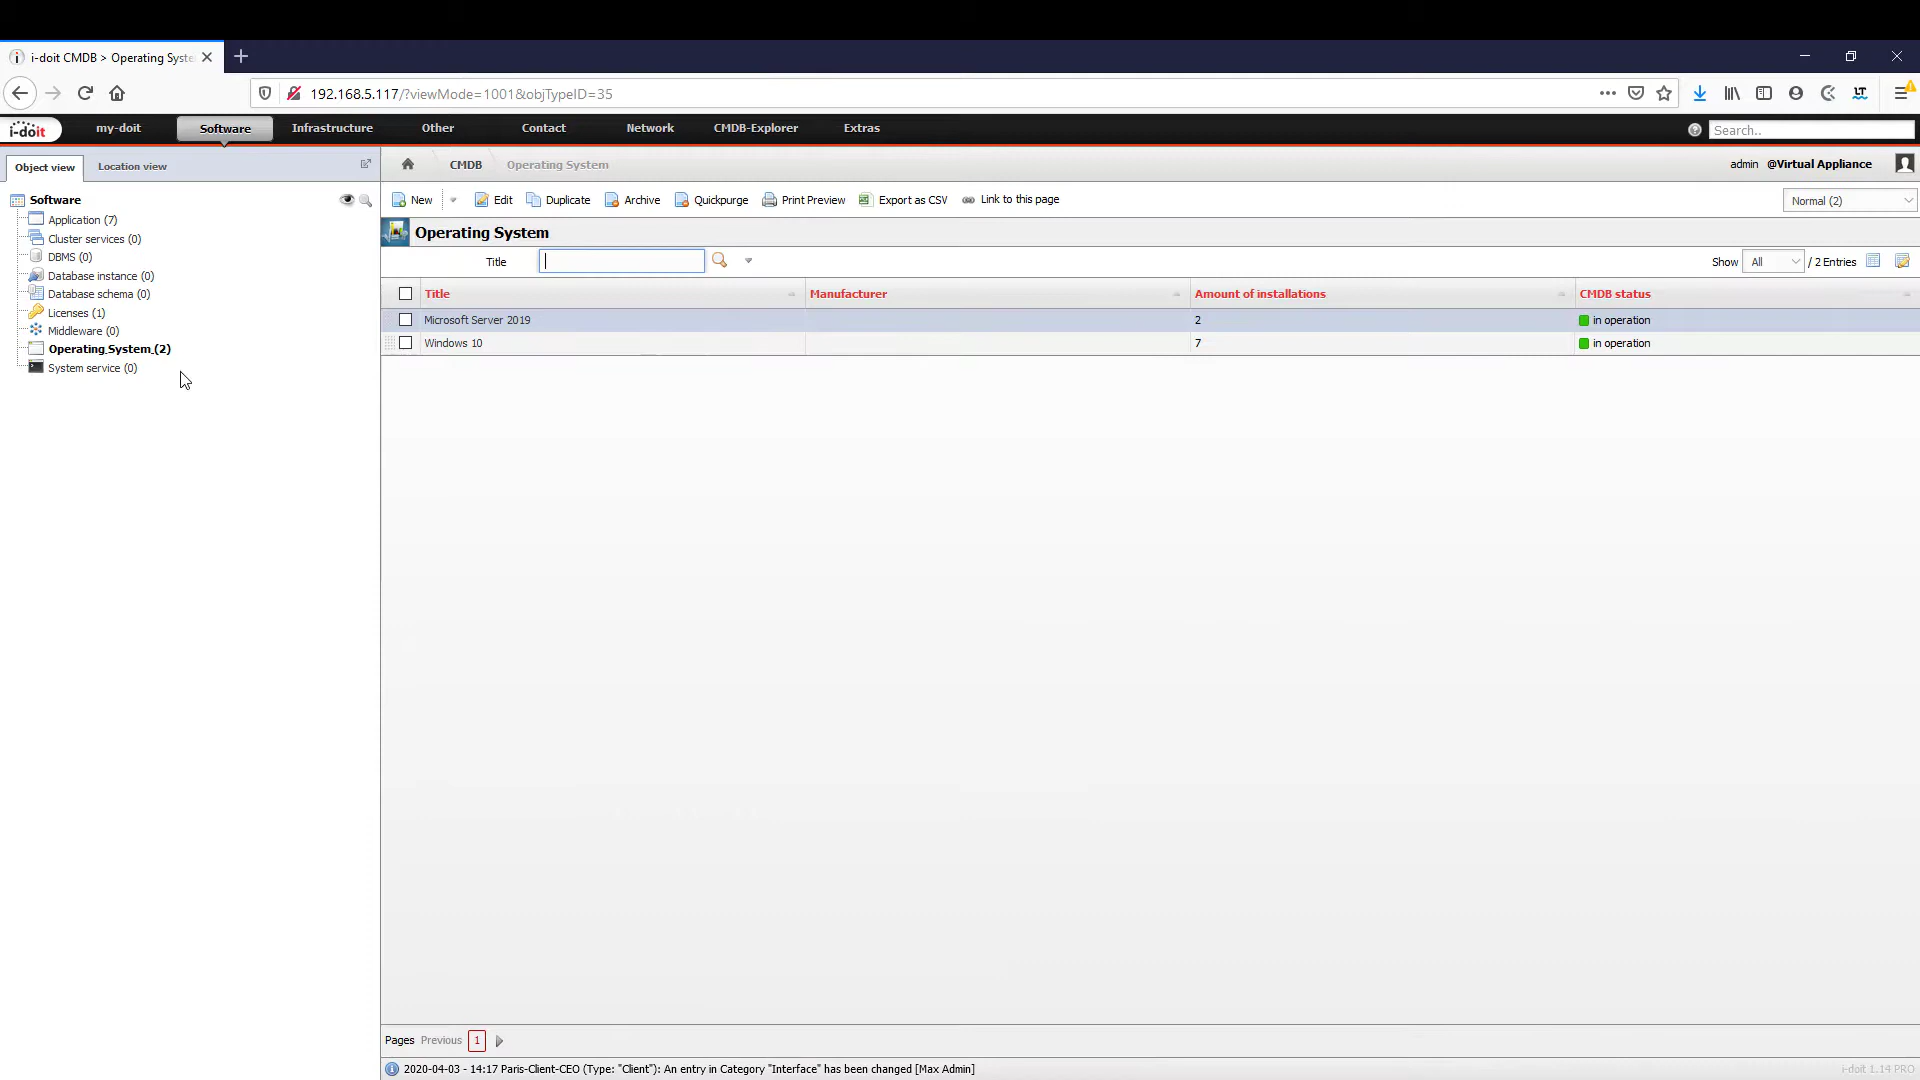 i-doit CMDB > Operating Syste
192.168.5.117/?viewMode=1001&objTypeID=35
i-doit my-doit Software Infrastructure Other Contact Network CMDB-Explorer Extras Search..
Object view Location view
CMDB Operating System admin @Virtual Appliance
New Edit Duplicate Archive Quickpurge Print Preview Export as CSV Link to this page Normal (2)
Software
Application (7)
Cluster services (0)
DBMS (0)
Database instance (0)
Database schema (0)
Licenses (1)
Middleware (0)
Operating System (2)
System service (0)
Operating System
Title Show All / 2 Entries
Title Manufacturer Amount of installations CMDB status
Microsoft Server 2019 2 in operation
Windows 10 7 in operation
Pages Previous 1
2020-04-03 - 14:17 Paris-Client-CEO (Type: "Client"): An entry in Category "Interface" has been changed [Max Admin] i-doit 1.14 PRO